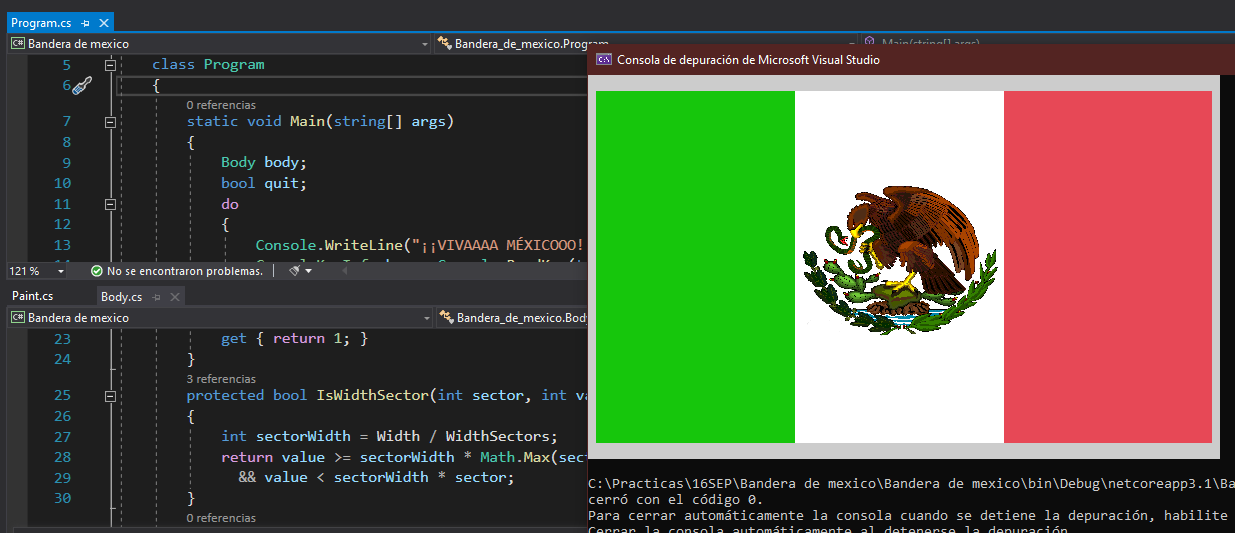 Program.cs
Bandera de mexico
Bandera_de_mexico.Program
Main(string[] args)
5 class Program
6 {
0 referencias
7 static void Main(string[] args)
8 {
9 Body body;
10 bool quit;
11 do
12 {
13 Console.WriteLine("¡¡VIVAAAA MÉXICOOO!
121 %
No se encontraron problemas.
Paint.cs
Body.cs
Bandera de mexico
Bandera_de_mexico.Body
23 get { return 1; }
24 }
3 referencias
25 protected bool IsWidthSector(int sector, int va
26 {
27 int sectorWidth = Width / WidthSectors;
28 return value >= sectorWidth * Math.Max(sect
29 && value < sectorWidth * sector;
30 }
0 referencias
Consola de depuración de Microsoft Visual Studio
C:\Practicas\16SEP\Bandera de mexico\Bandera de mexico\bin\Debug\netcoreapp3.1\Ba
cerró con el código 0.
Para cerrar automáticamente la consola cuando se detiene la depuración, habilite
Cerrar la consola automáticamente al detenerse la depuración